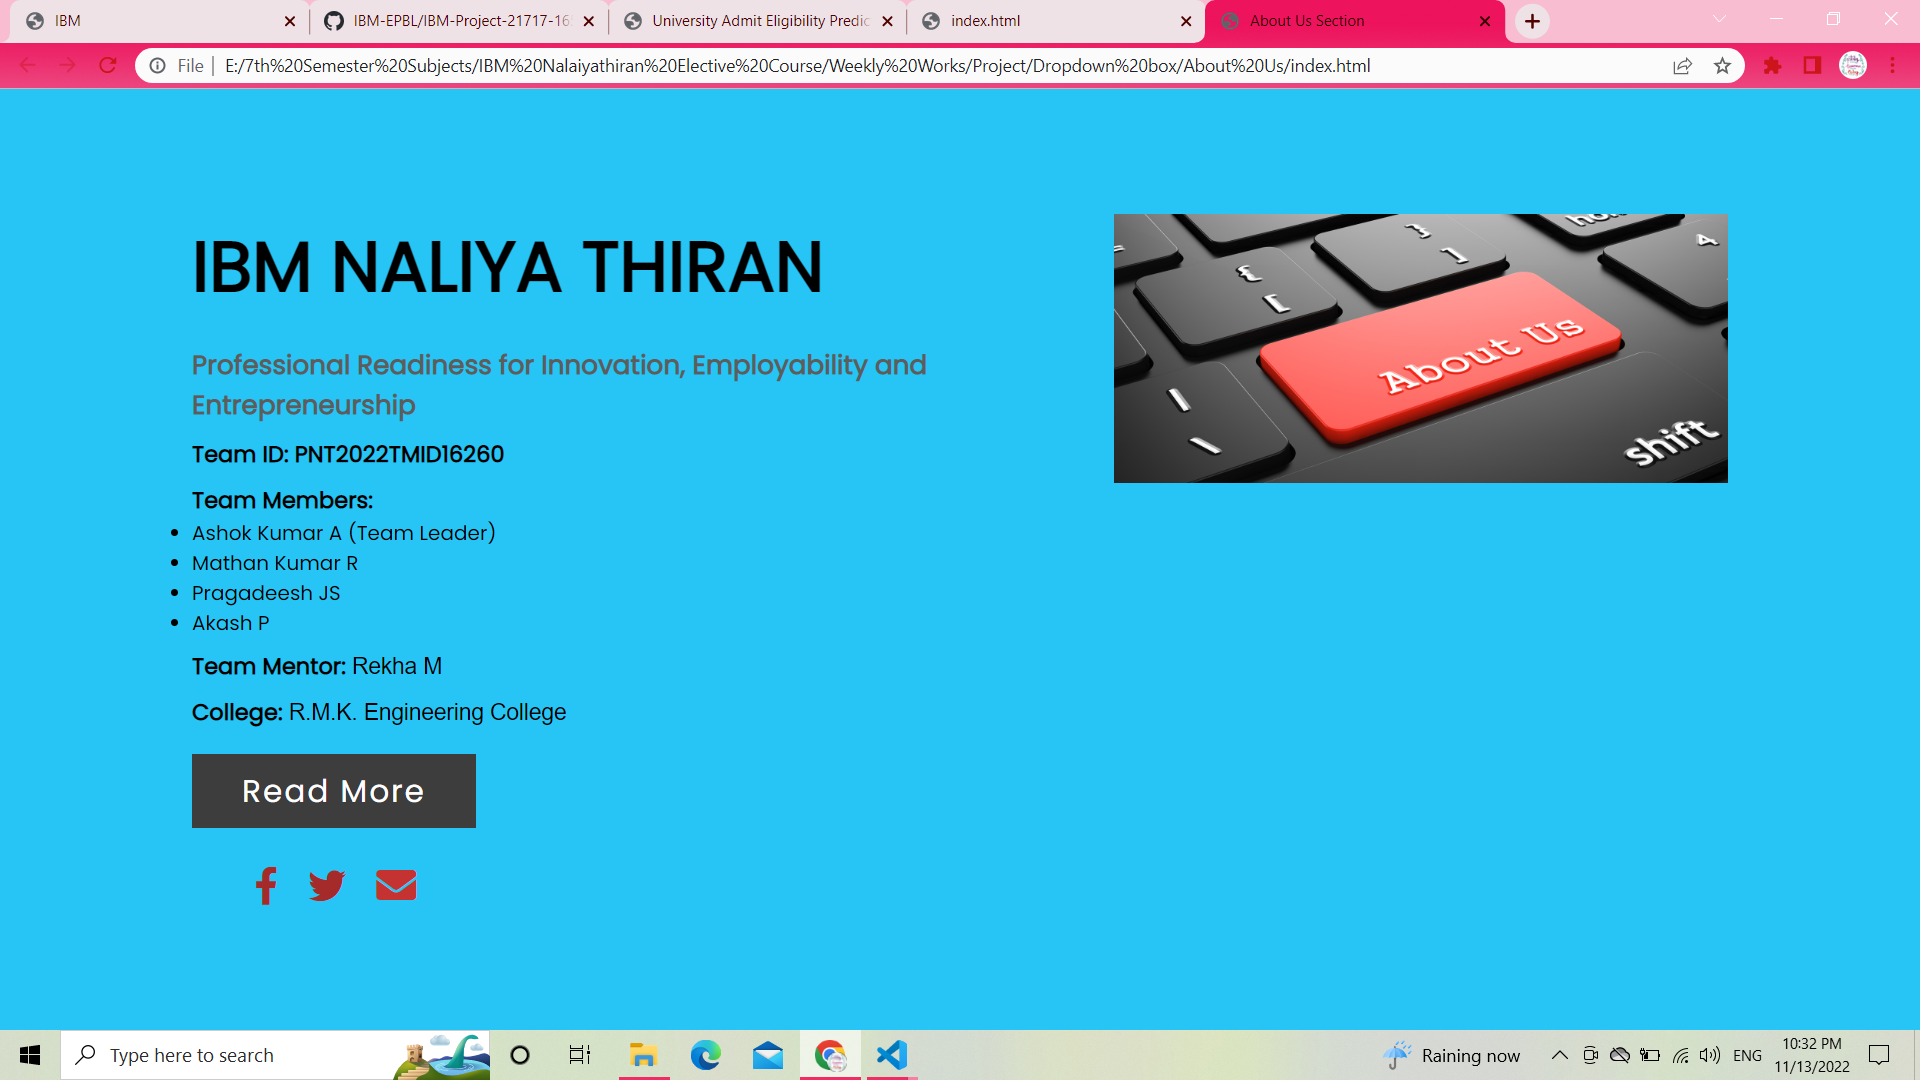 IBM
IBM-EPBL/IBM-Project-21717-16
University Admit Eligibility Predic
index.html
About Us Section
File
E:/7th%20Semester%20Subjects/IBM%20Nalaiyathiran%20Elective%20Course/Weekly%20Works/Project/Dropdown%20box/About%20Us/index.html
IBM NALIYA THIRAN
Professional Readiness for Innovation, Employability and
Entrepreneurship
Team ID: PNT2022TMID16260
Team Members:
• Ashok Kumar A (Team Leader)
• Mathan Kumar R
• Pragadeesh JS
• Akash P
Team Mentor: Rekha M
College: R.M.K. Engineering College
Read More
}
]
{
[
4
|
\
About Us
shift
Type here to search
Raining now
ENG
10:32 PM
11/13/2022